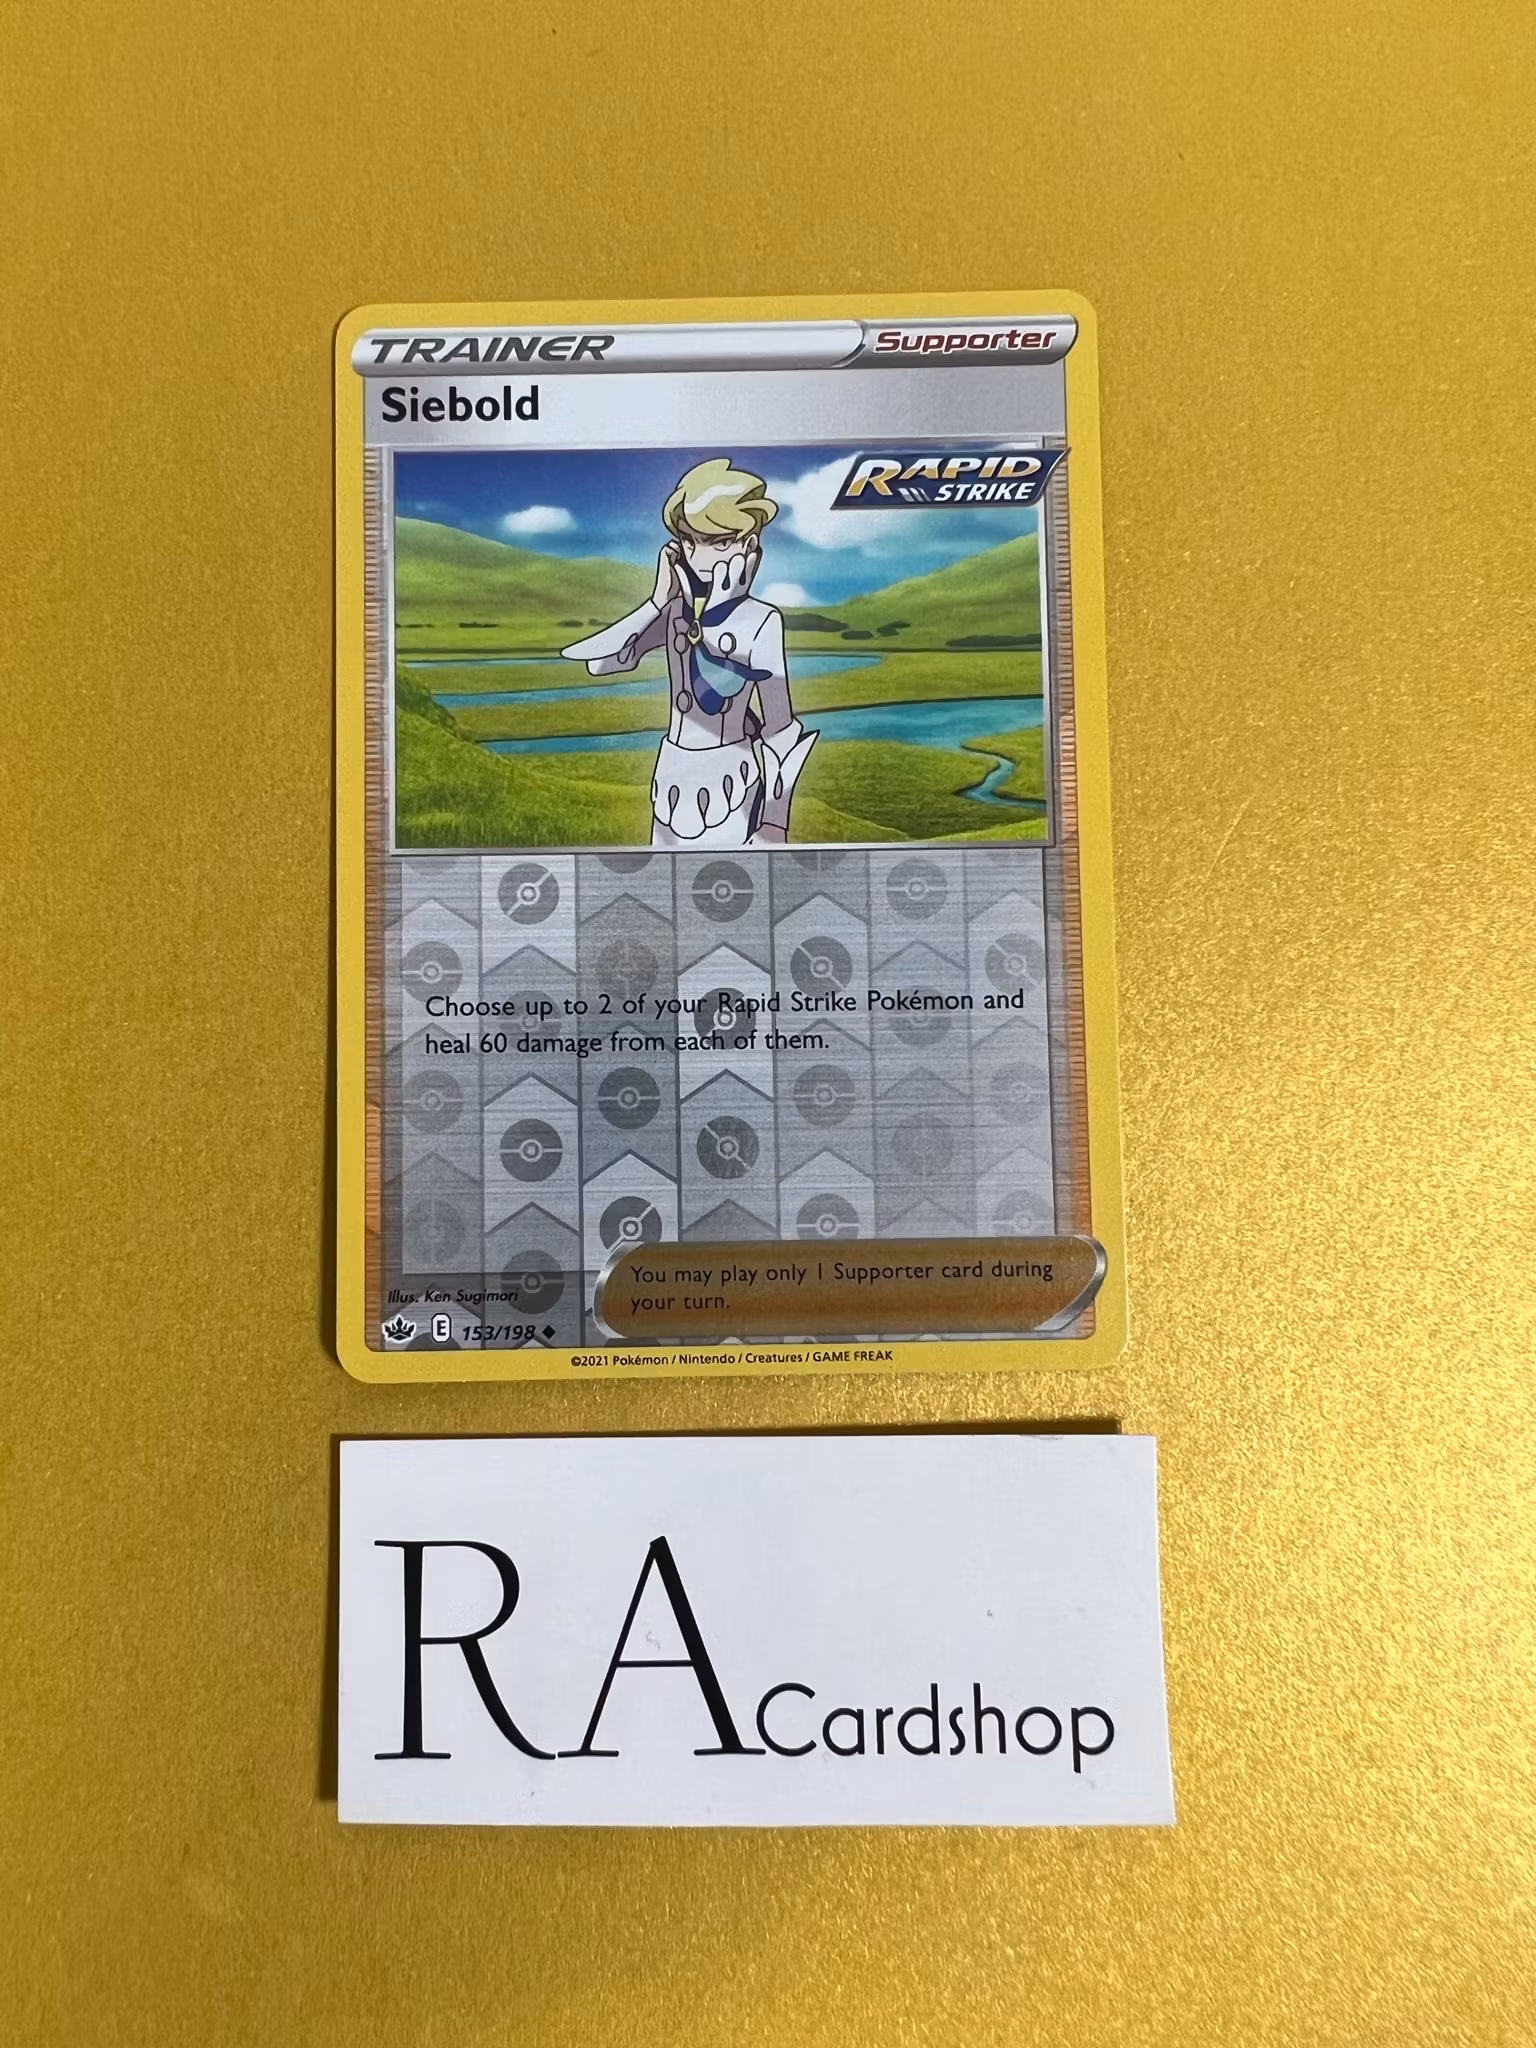 TRAINER
Supporter
Siebold
RAPID
STRIKE
Choose up to 2 of your Rapid Strike Pokémon and
heal 60 damage from each of them.
You may play only 1 Supporter card during
your turn.
Illus. Ken Sugimori
E 153/198
©2021 Pokémon / Nintendo / Creatures / GAME FREAK
RACardshop